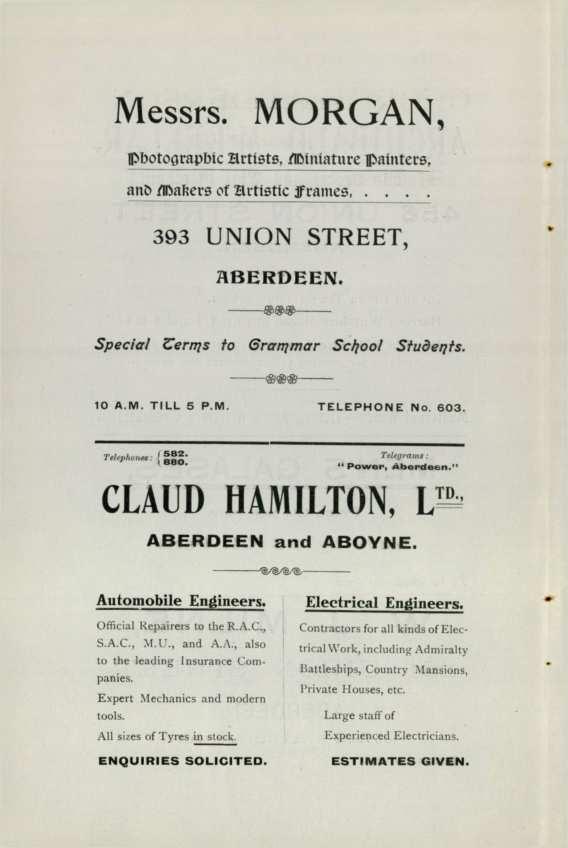 Messrs. MORGAN,
Photographic Artists, Miniature Painters,
and Makers of Artistic Frames, . . . .
393 UNION STREET,
ABERDEEN.
Special Terms to Grammar School Students.
10 A.M. TILL 5 P.M. TELEPHONE No. 603.
Telephones: { 582.
880.
Telegrams:
"Power, Aberdeen."
CLAUD HAMILTON, LTD.,
ABERDEEN and ABOYNE.
Automobile Engineers.
Official Repairers to the R.A.C.,
S.A.C., M.U., and A.A., also
to the leading Insurance Com-
panies.
Expert Mechanics and modern
tools.
All sizes of Tyres in stock.
ENQUIRIES SOLICITED.
Electrical Engineers.
Contractors for all kinds of Elec-
trical Work, including Admiralty
Battleships, Country Mansions,
Private Houses, etc.
Large staff of
Experienced Electricians.
ESTIMATES GIVEN.